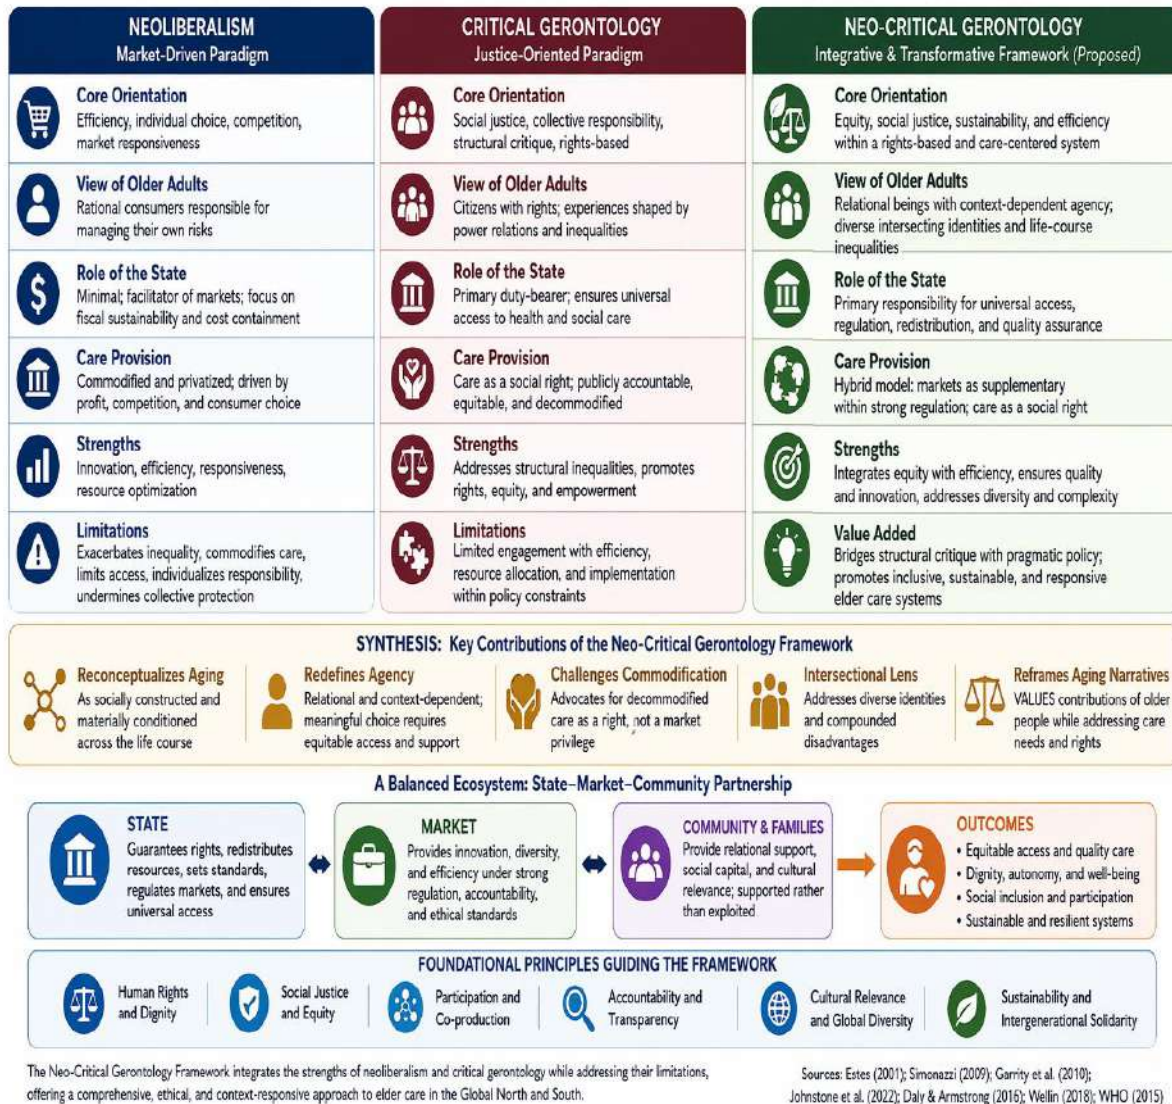 NEOLIBERALISM
Market-Driven Paradigm
Core Orientation
Efficiency, individual choice, competition,
market responsiveness
View of Older Adults
Rational consumers responsible for
managing their own risks
Role of the State
Minimal; facilitator of markets; focus on
fiscal sustainability and cost containment
Care Provision
Commodified and privatized; driven by
profit, competition, and consumer choice
Strengths
Innovation, efficiency, responsiveness,
resource optimization
Limitations
Exacerbates inequality, commodifies care,
limits access, individualizes responsibility,
undermines collective protection
CRITICAL GERONTOLOGY
Justice-Oriented Paradigm
Core Orientation
Social justice, collective responsibility,
structural critique, rights-based
View of Older Adults
Citizens with rights; experiences shaped by
power relations and inequalities
Role of the State
Primary duty-bearer; ensures universal
access to health and social care
Care Provision
Care as a social right; publicly accountable,
equitable, and decommodified
Strengths
Addresses structural inequalities, promotes
rights, equity, and empowerment
Limitations
Limited engagement with efficiency,
resource allocation, and implementation
within policy constraints
NEO-CRITICAL GERONTOLOGY
Integrative & Transformative Framework (Proposed)
Core Orientation
Equity, social justice, sustainability, and efficiency
within a rights-based and care-centered system
View of Older Adults
Relational beings with context-dependent agency;
diverse intersecting identities and life-course
inequalities
Role of the State
Primary responsibility for universal access,
regulation, redistribution, and quality assurance
Care Provision
Hybrid model: markets as supplementary
within strong regulation; care as a social right
Strengths
Integrates equity with efficiency, ensures quality
and innovation, addresses diversity and complexity
Value Added
Bridges structural critique with pragmatic policy;
promotes inclusive, sustainable, and responsive
elder care systems
SYNTHESIS: Key Contributions of the Neo-Critical Gerontology Framework
Reconceptualizes Aging
As socially constructed and
materially conditioned
across the life course
Redefines Agency
Relational and context-dependent;
meaningful choice requires
equitable access and support
Challenges Commodification
Advocates for decommodified
care as a right, not a market
privilege
Intersectional Lens
Addresses diverse identities
and compounded
disadvantages
Reframes Aging Narratives
VALUES contributions of older
people while addressing care
needs and rights
A Balanced Ecosystem: State–Market–Community Partnership
STATE
Guarantees rights, redistributes
resources, sets standards,
regulates markets, and ensures
universal access
MARKET
Provides innovation, diversity,
and efficiency under strong
regulation, accountability,
and ethical standards
COMMUNITY & FAMILIES
Provide relational support,
social capital, and cultural
relevance; supported rather
than exploited
OUTCOMES
• Equitable access and quality care
• Dignity, autonomy, and well-being
• Social inclusion and participation
• Sustainable and resilient systems
FOUNDATIONAL PRINCIPLES GUIDING THE FRAMEWORK
Human Rights
and Dignity
Social Justice
and Equity
Participation and
Co-production
Accountability and
Transparency
Cultural Relevance
and Global Diversity
Sustainability and
Intergenerational Solidarity
The Neo-Critical Gerontology Framework integrates the strengths of neoliberalism and critical gerontology while addressing their limitations,
offering a comprehensive, ethical, and context-responsive approach to elder care in the Global North and South.
Sources: Estes (2001); Simonazzi (2009); Garrity et al. (2010);
Johnstone et al. (2022); Daly & Armstrong (2016); Wellin (2018); WHO (2015)